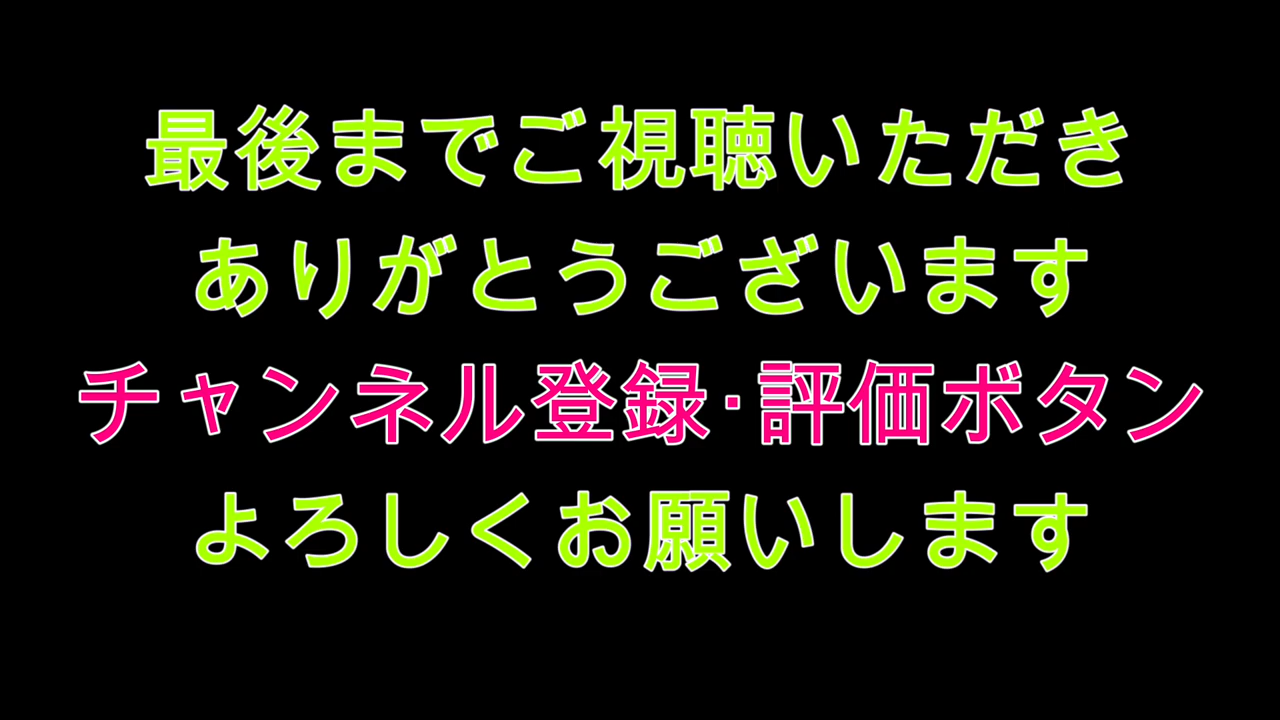 最後までご視聴いただき
ありがとうございます
チャンネル登録･評価ボタン
よろしくお願いします